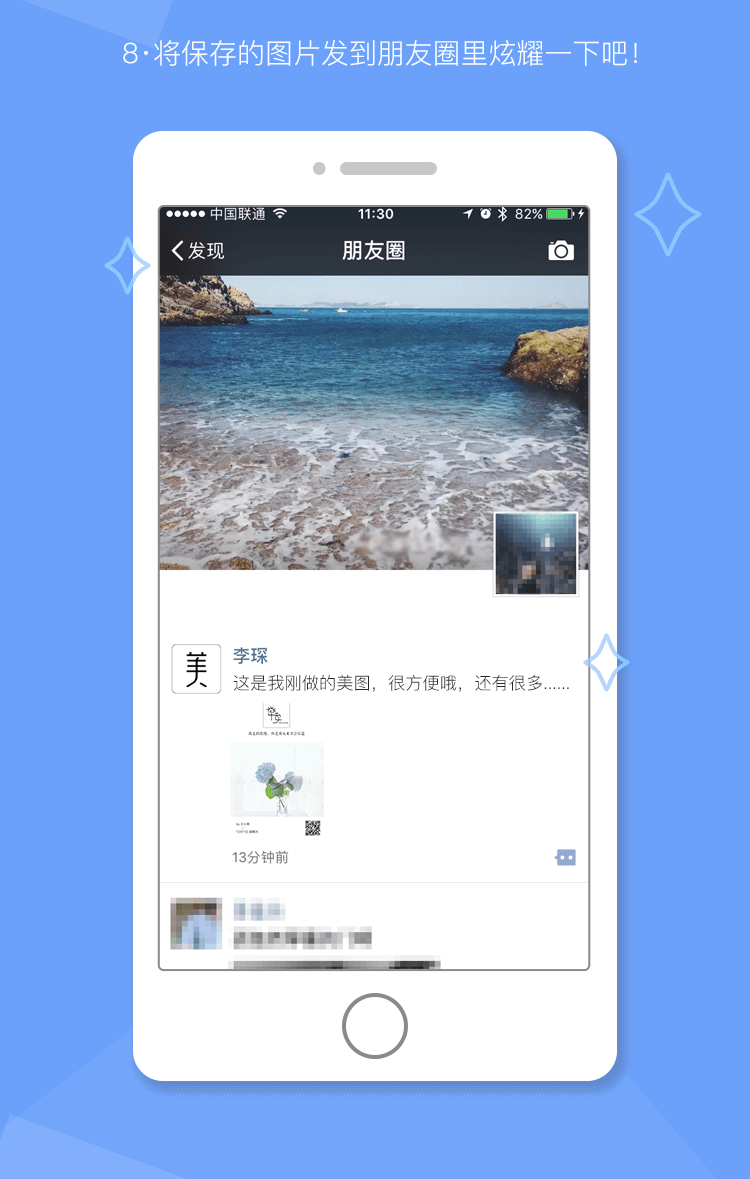 8·将保存的图片发到朋友圈里炫耀一下吧！
中国联通 11:30 82%
发现 朋友圈
美人
李琛
这是我刚做的美图，很方便哦，还有很多......
13分钟前